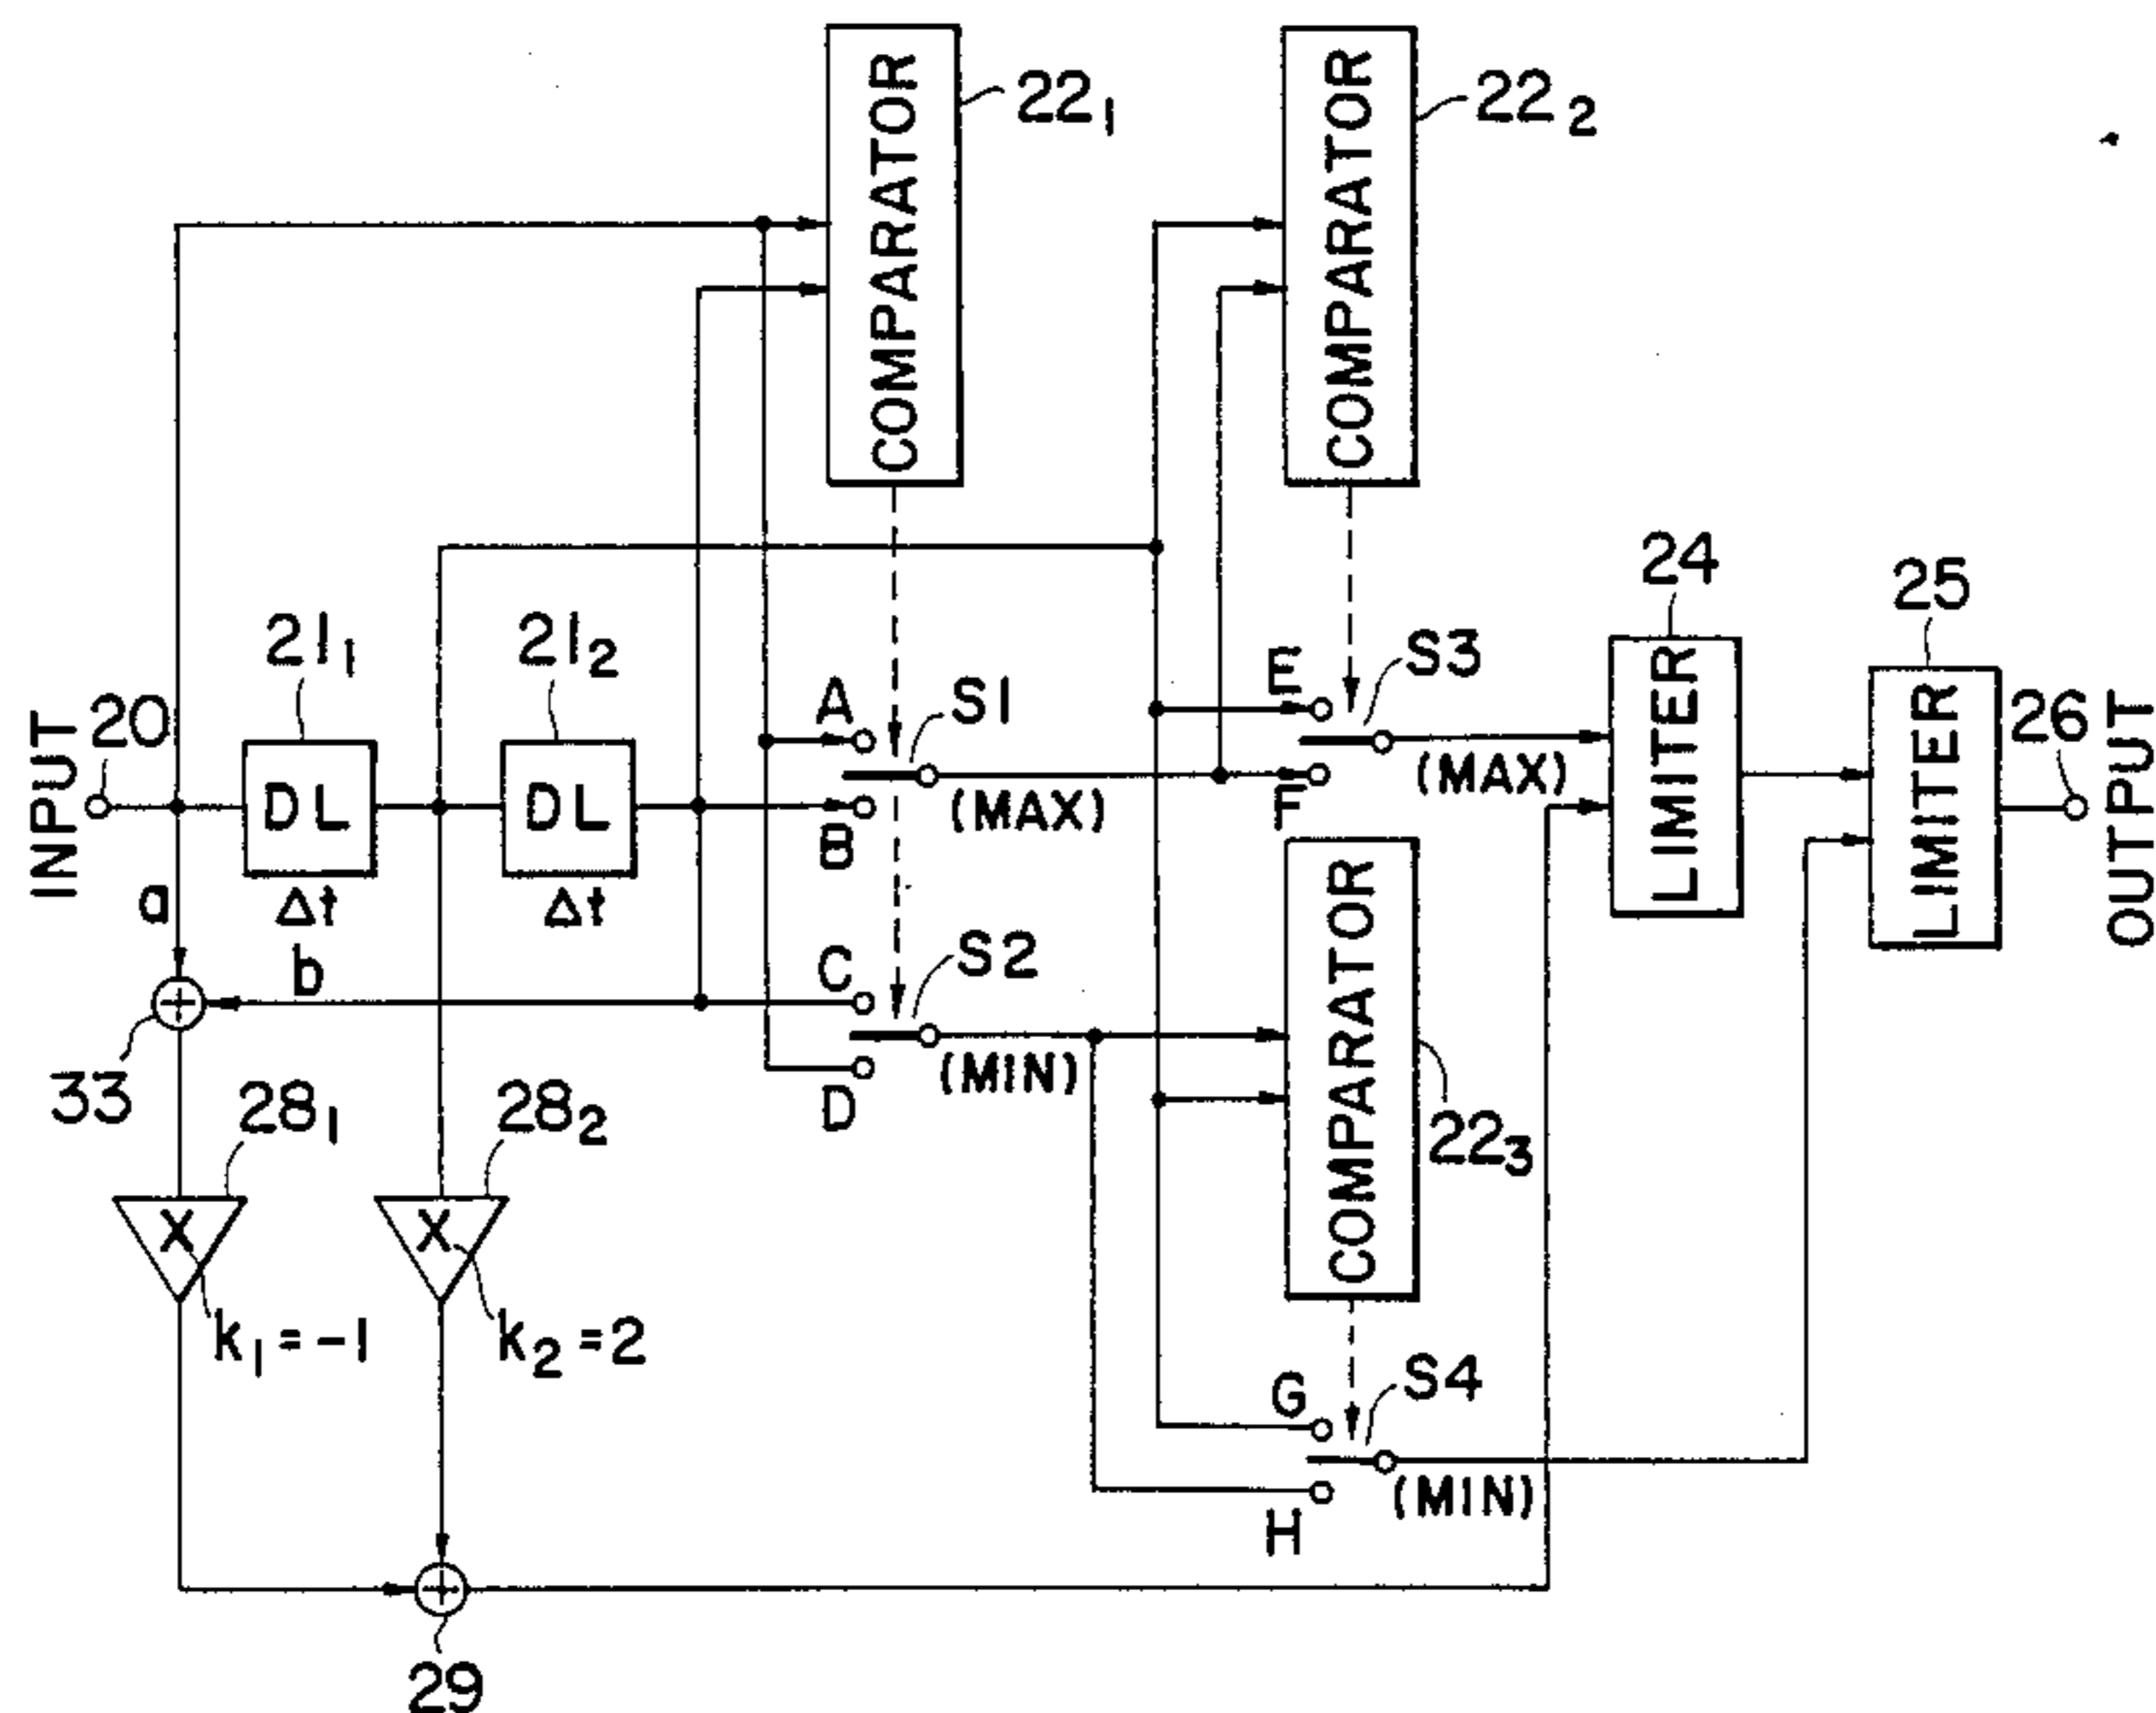 COMPARATOR
22₁
COMPARATOR
22₂
INPUT
20
21₁
21₂
DL
DL
Δt
Δt
a
b
A
B
S1
(MAX)
C
D
S2
(MIN)
E
F
S3
(MAX)
24
LIMITER
25
LIMITER
26
OUTPUT
COMPARATOR
22₃
33
28₁
28₂
X
X
k₁=-1
k₂=2
G
H
S4
(MIN)
29